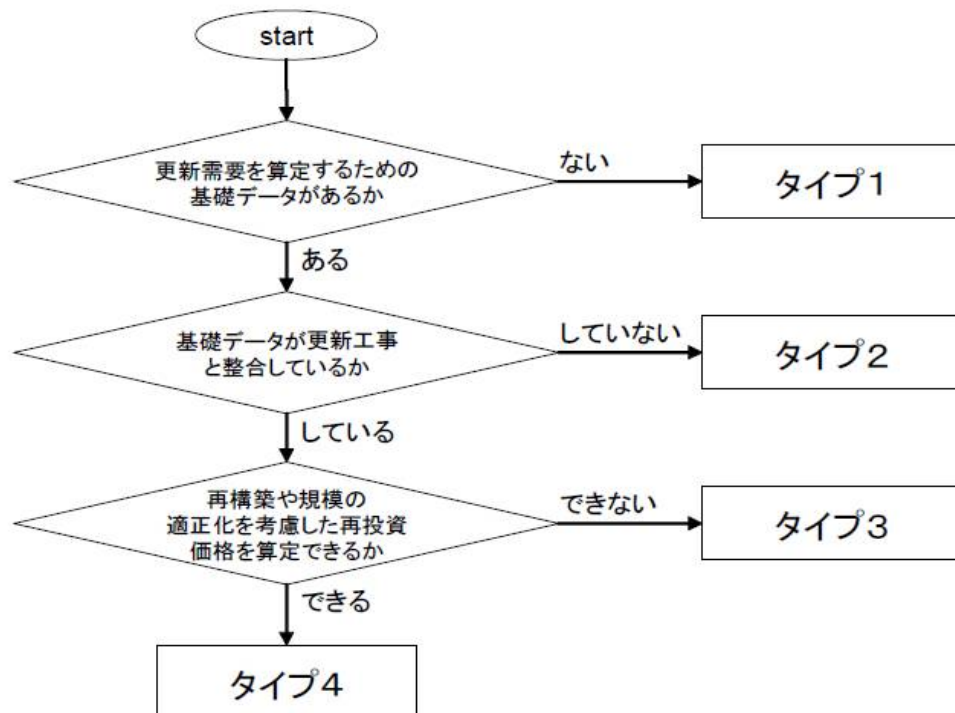 start
更新需要を算定するための
基礎データがあるか
ない
タイプ１
ある
基礎データが更新工事
と整合しているか
していない
タイプ２
している
再構築や規模の
適正化を考慮した再投資
価格を算定できるか
できない
タイプ３
できる
タイプ４